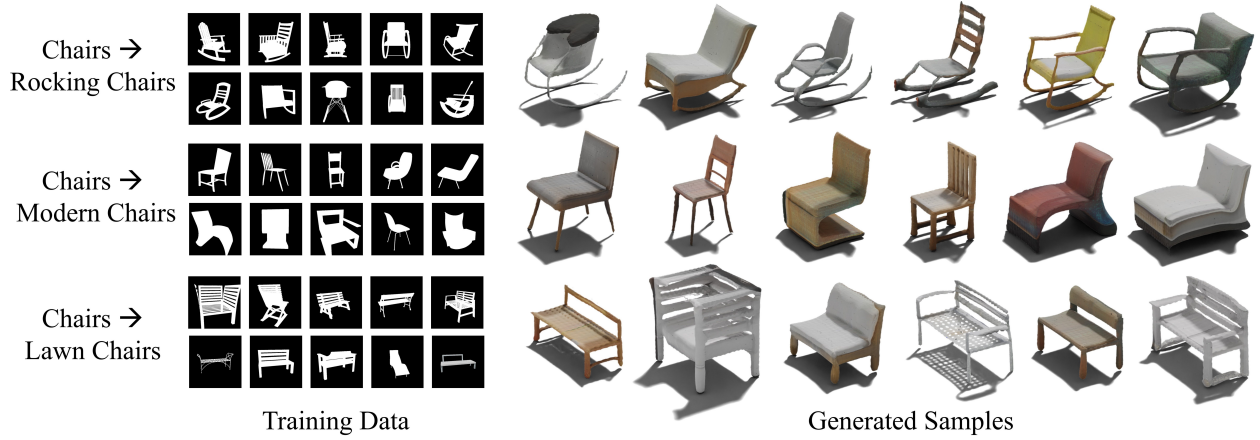 Chairs →
Rocking Chairs
Chairs →
Modern Chairs
Chairs →
Lawn Chairs
Training Data
Generated Samples